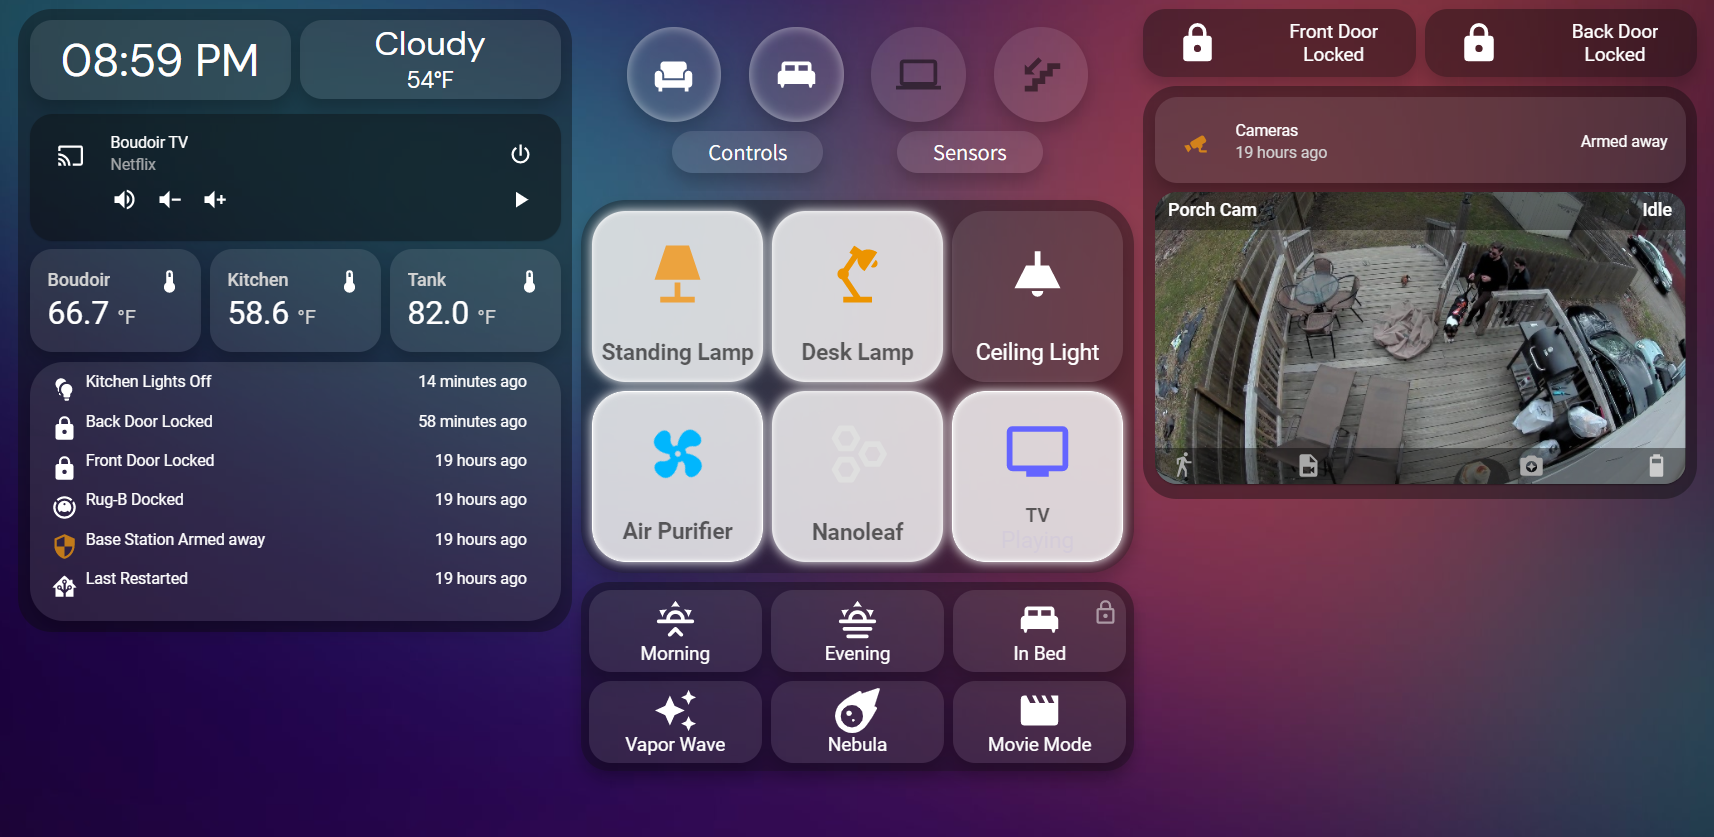 08:59 PM
Cloudy
54°F
Boudoir TV
Netflix
Boudoir
66.7 °F
Kitchen
58.6 °F
Tank
82.0 °F
Kitchen Lights Off 14 minutes ago
Back Door Locked 58 minutes ago
Front Door Locked 19 hours ago
Rug-B Docked 19 hours ago
Base Station Armed away 19 hours ago
Last Restarted 19 hours ago
Controls
Sensors
Standing Lamp
Desk Lamp
Ceiling Light
Air Purifier
Nanoleaf
TV
Playing
Morning
Evening
In Bed
Vapor Wave
Nebula
Movie Mode
Front Door
Locked
Back Door
Locked
Cameras
19 hours ago
Armed away
Porch Cam
Idle